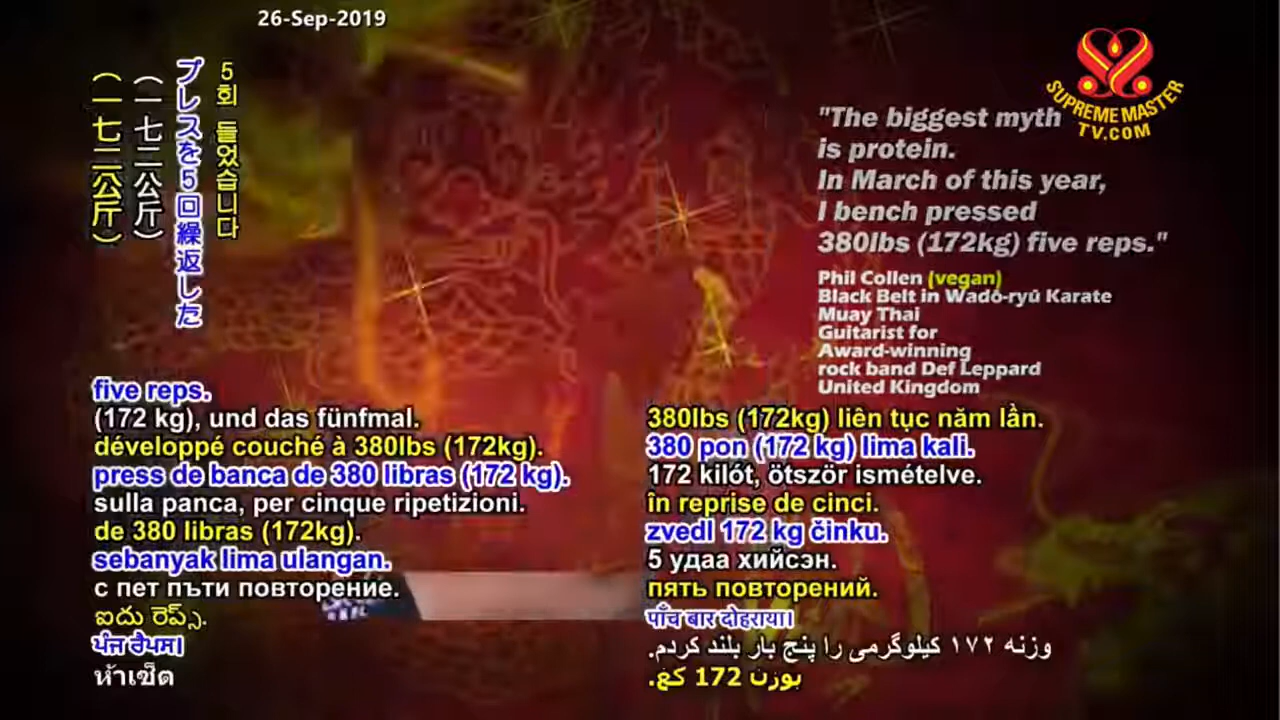 26-Sep-2019
5회 들었습니다
プレスを5回繰返した
（一七二公斤）
（一七二公斤）
SUPREME MASTER
TV.COM
"The biggest myth
is protein.
In March of this year,
I bench pressed
380lbs (172kg) five reps."
Phil Collen (vegan)
Black Belt in Wadō-ryū Karate
Muay Thai
Guitarist for
Award-winning
rock band Def Leppard
United Kingdom
five reps.
(172 kg), und das fünfmal.
développé couché à 380lbs (172kg).
press de banca de 380 libras (172 kg).
sulla panca, per cinque ripetizioni.
de 380 libras (172kg).
sebanyak lima ulangan.
с пет пъти повторение.
ఐదు రెప్స్.
ਪੰਜ ਰੈਪਸ।
ห้าเซ็ต
380lbs (172kg) liên tục năm lần.
380 pon (172 kg) lima kali.
172 kilót, ötször ismételve.
în reprise de cinci.
zvedl 172 kg činku.
5 удаа хийсэн.
пять повторений.
पाँच बार दोहराया।
وزنه ۱۷۲ کیلوگرمی را پنج بار بلند کردم.
بوزن 172 كغ.